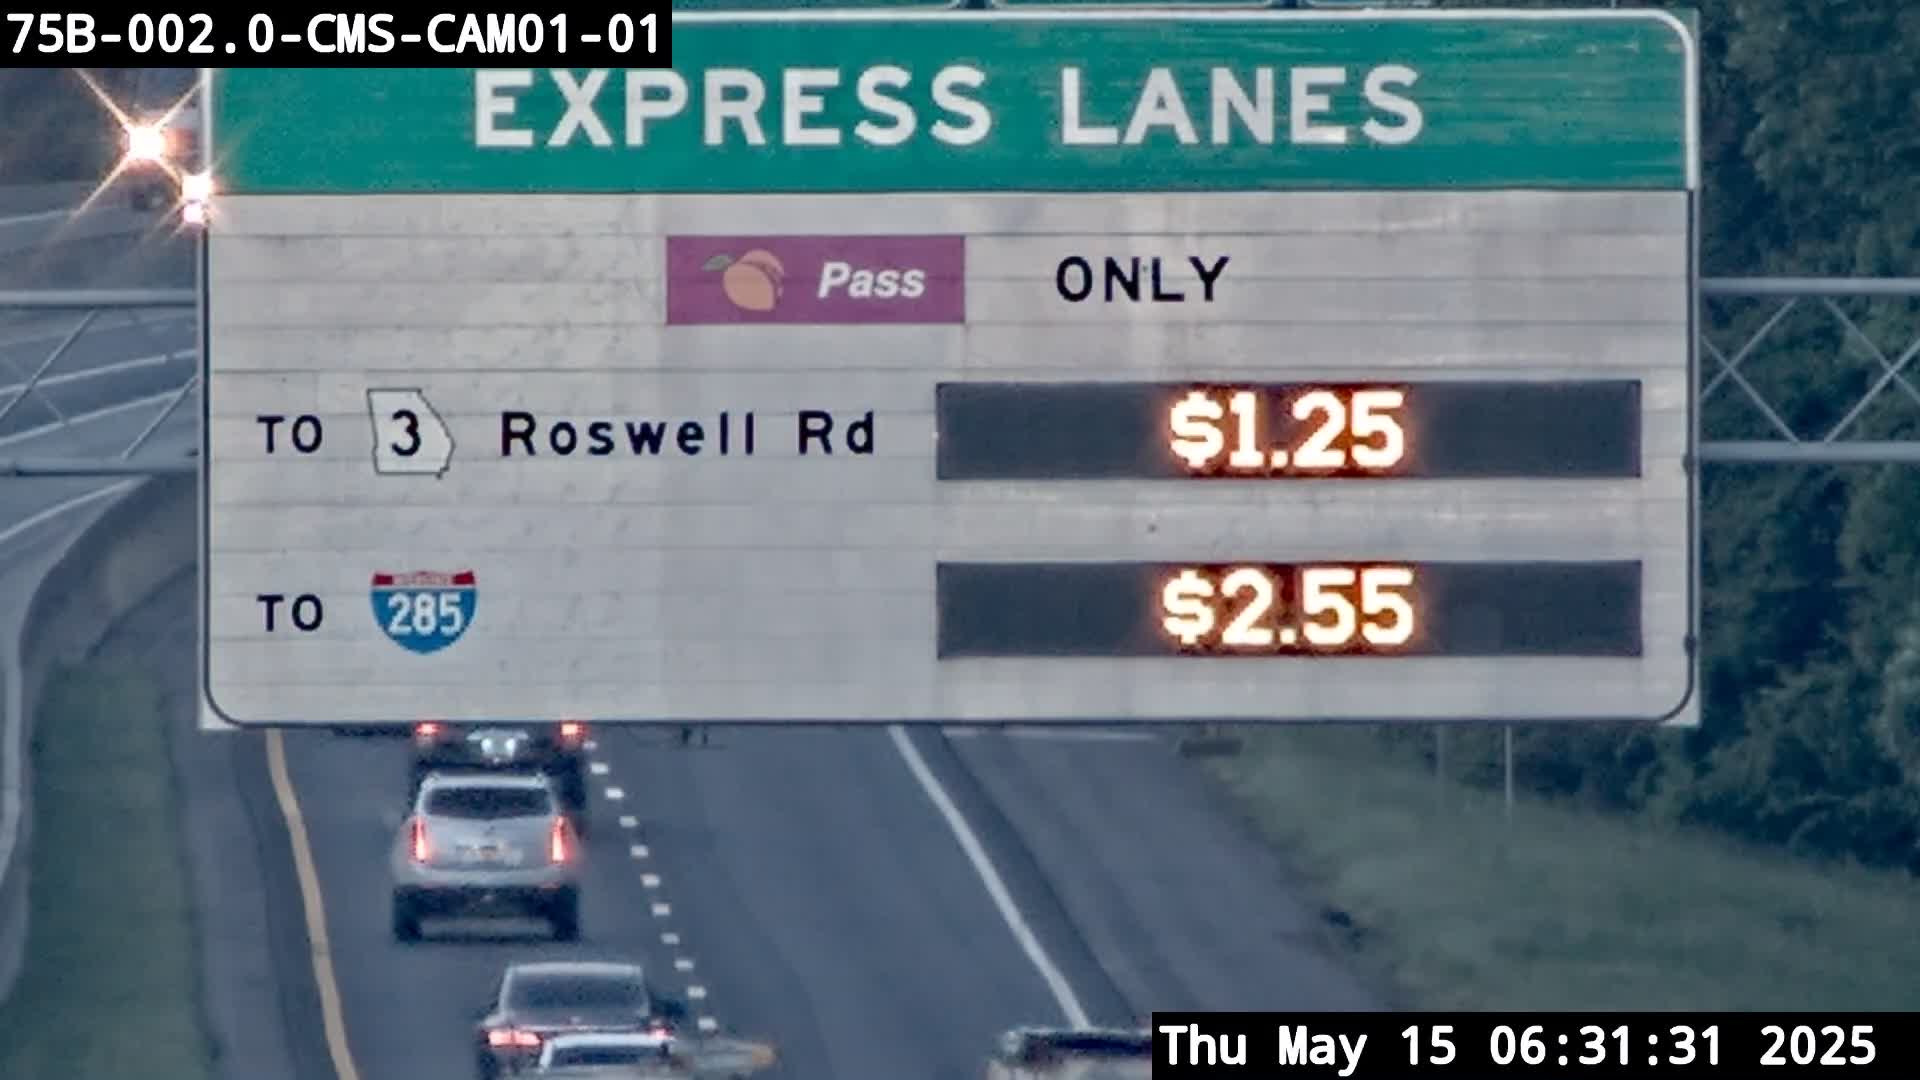 75B-002.0-CMS-CAM01-01
EXPRESS LANES
Pass ONLY
TO 3 Roswell Rd $1.25
TO 285 $2.55
Thu May 15 06:31:31 2025